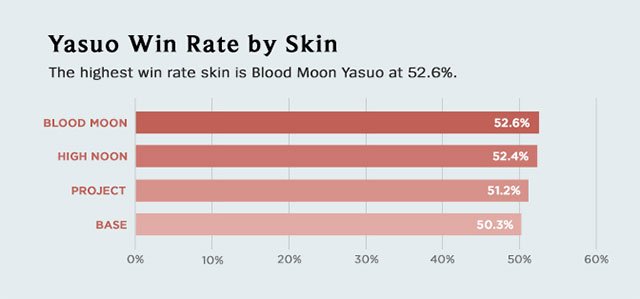 Yasuo Win Rate by Skin
The highest win rate skin is Blood Moon Yasuo at 52.6%.
BLOOD MOON 52.6%
HIGH NOON 52.4%
PROJECT 51.2%
BASE 50.3%
0% 10% 20% 30% 40% 50% 60%